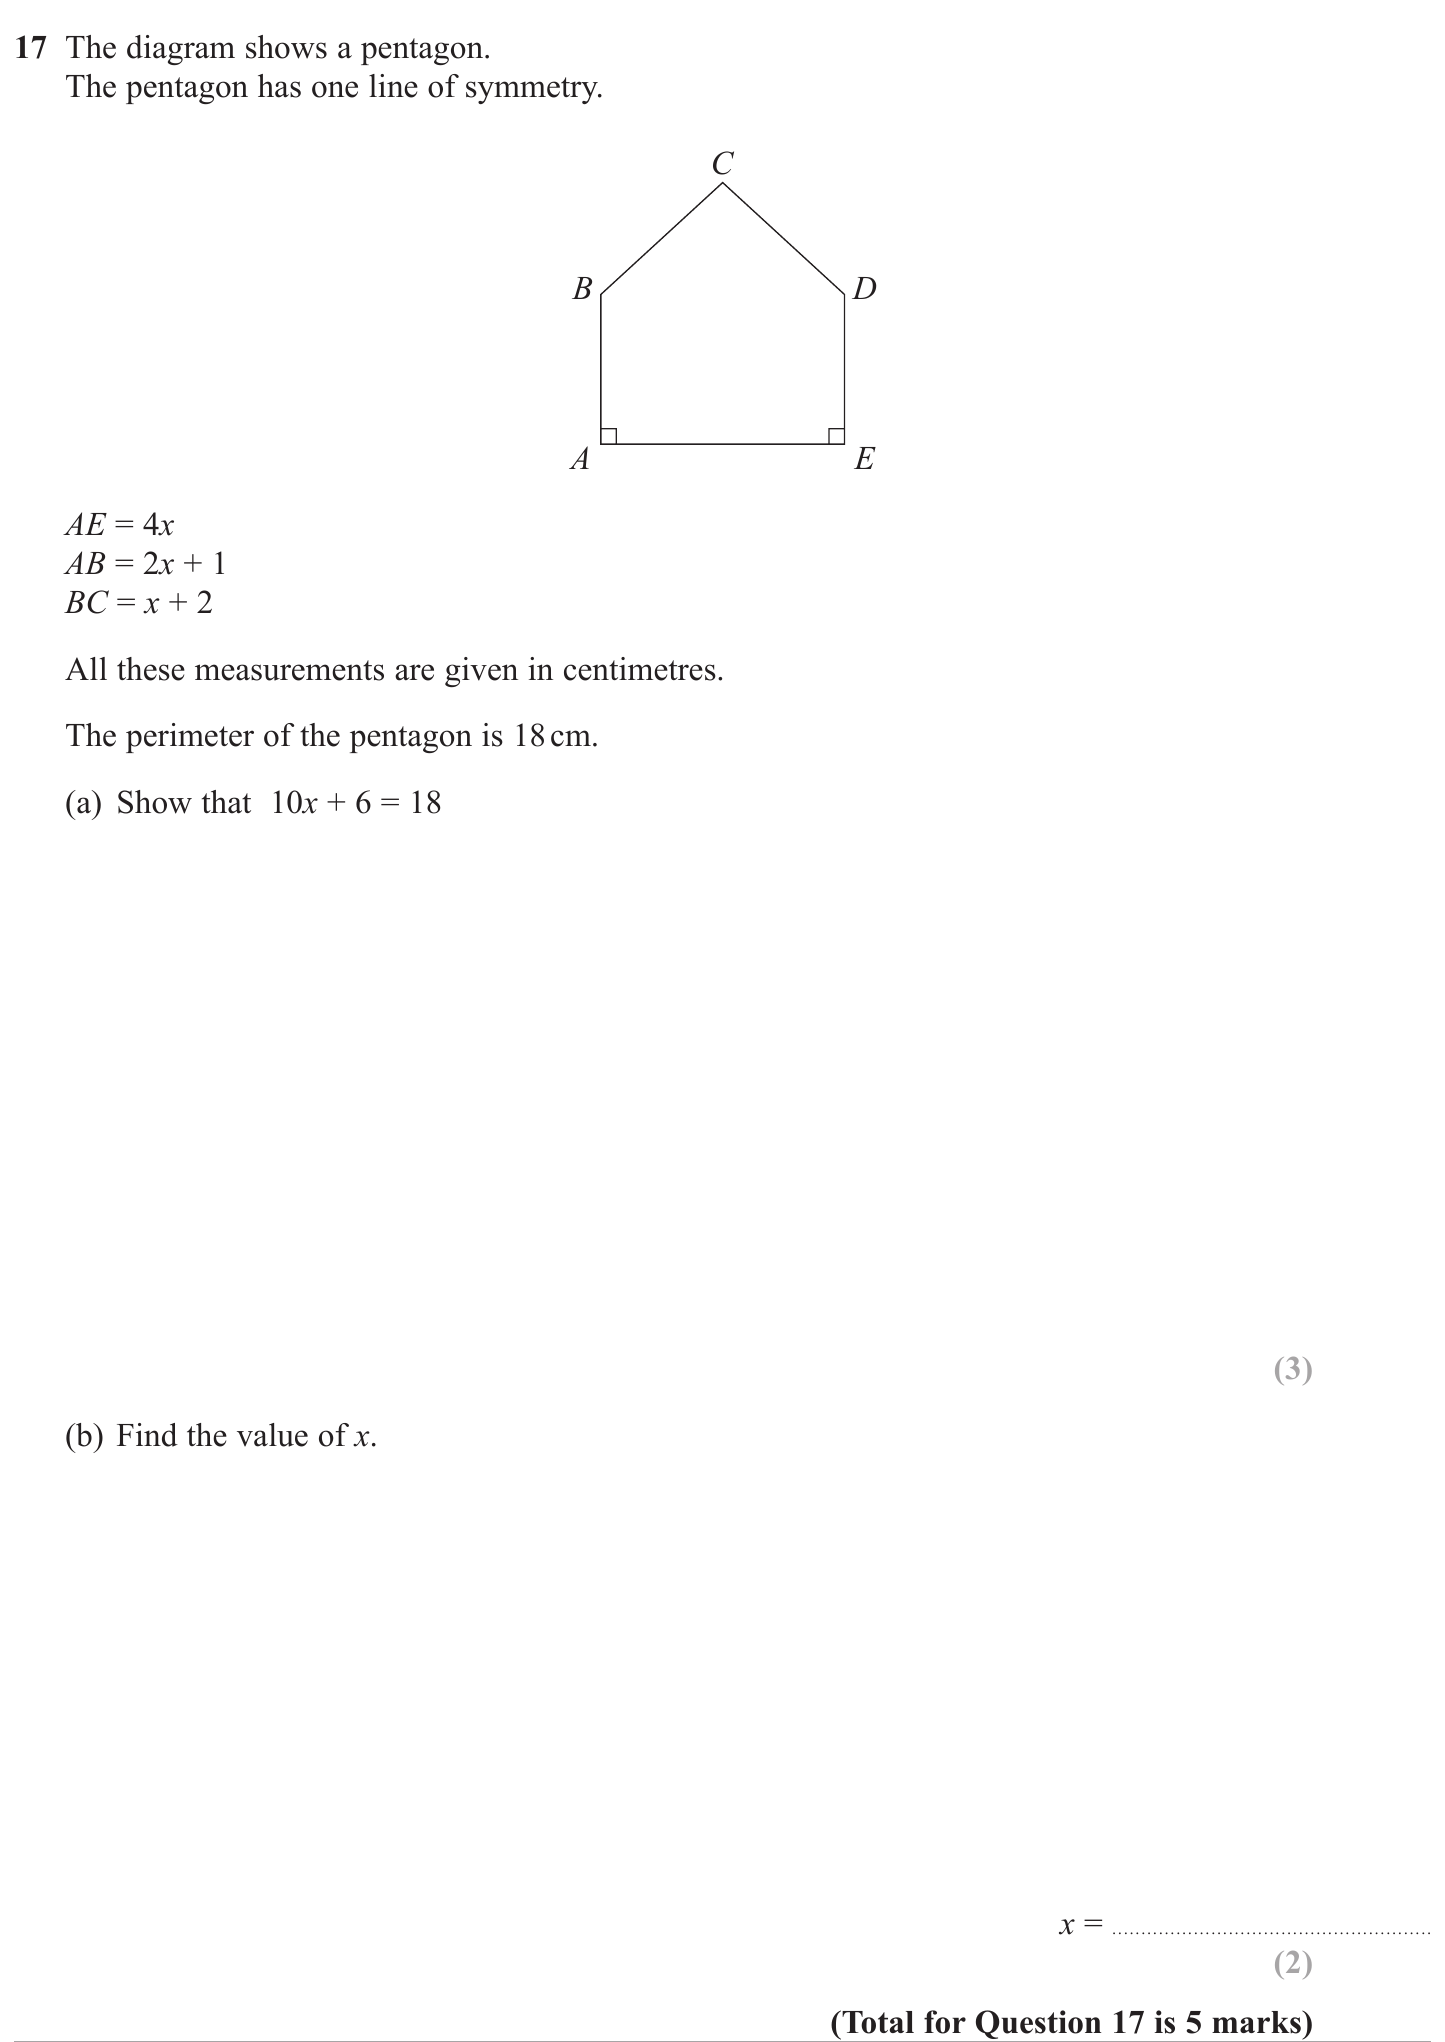 17 The diagram shows a pentagon.
The pentagon has one line of symmetry.
C
B
D
A
E
AE = 4x
AB = 2x + 1
BC = x + 2
All these measurements are given in centimetres.
The perimeter of the pentagon is 18 cm.
(a) Show that 10x + 6 = 18
(3)
(b) Find the value of x.
x = ........................................................
(2)
(Total for Question 17 is 5 marks)